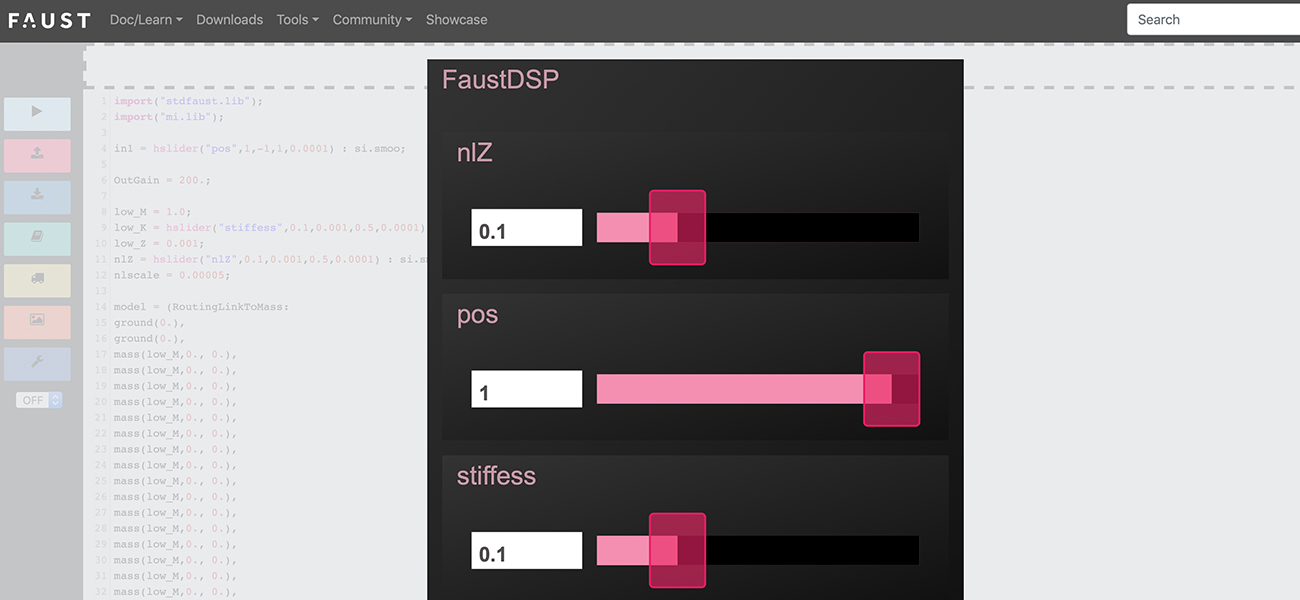 FAUST Doc/Learn Downloads Tools Community Showcase Search
1 import("stdfaust.lib");
2 import("mi.lib");
3
4 in1 = hslider("pos",1,-1,1,0.0001) : si.smoo;
5
6 OutGain = 200.;
7
8 low_M = 1.0;
9 low_K = hslider("stiffess",0.1,0.001,0.5,0.0001)
10 low_Z = 0.001;
11 nlZ = hslider("nlZ",0.1,0.001,0.5,0.0001) : si.s
12 nlscale = 0.00005;
13
14 model = (RoutingLinkToMass:
15 ground(0.),
16 ground(0.),
17 mass(low_M,0., 0.),
18 mass(low_M,0., 0.),
19 mass(low_M,0., 0.),
20 mass(low_M,0., 0.),
21 mass(low_M,0., 0.),
22 mass(low_M,0., 0.),
23 mass(low_M,0., 0.),
24 mass(low_M,0., 0.),
25 mass(low_M,0., 0.),
26 mass(low_M,0., 0.),
27 mass(low_M,0., 0.),
28 mass(low_M,0., 0.),
29 mass(low_M,0., 0.),
30 mass(low_M,0., 0.),
31 mass(low_M,0., 0.),
32 mass(low_M,0., 0.),
OFF
FaustDSP
nlZ
0.1
pos
1
stiffess
0.1